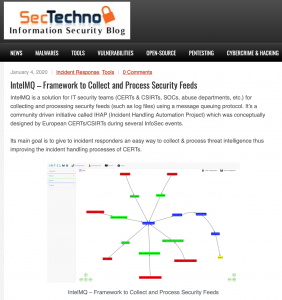 SecTechno
Information Security Blog
NEWS MALWARES TOOLS VULNERABILITIES OPEN-SOURCE PENTESTING CYBERCRIME & HACKING
January 4, 2020 | Incident Response, Tools | 0 Comments
IntelMQ – Framework to Collect and Process Security Feeds
IntelMQ is a solution for IT security teams (CERTs & CSIRTs, SOCs, abuse departments, etc.) for
collecting and processing security feeds (such as log files) using a message queuing protocol. It's a
community driven initiative called IHAP (Incident Handling Automation Project) which was conceptually
designed by European CERTs/CSIRTs during several InfoSec events.
Its main goal is to give to incident responders an easy way to collect & process threat intelligence thus
improving the incident handling processes of CERTs.
IntelMQ – Framework to Collect and Process Security Feeds